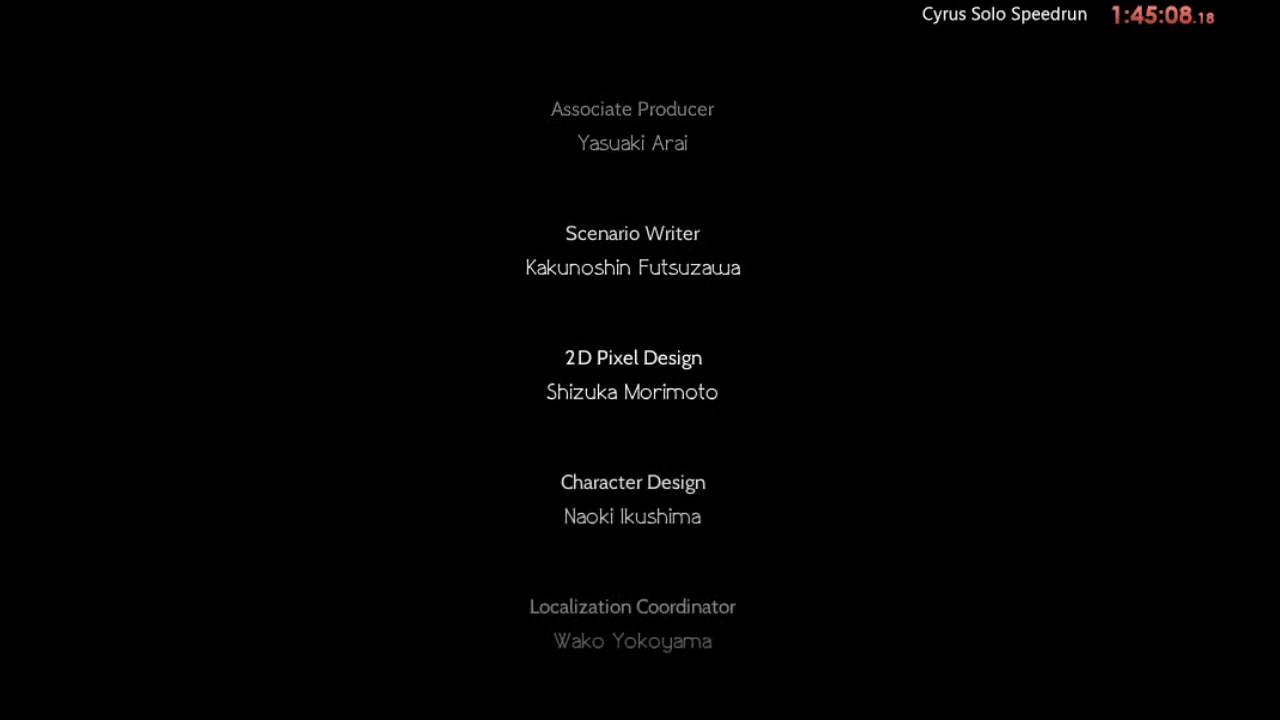 Cyrus Solo Speedrun 1:45:08.18
Associate Producer
Yasuaki Arai
Scenario Writer
Kakunoshin Futsuzawa
2D Pixel Design
Shizuka Morimoto
Character Design
Naoki Ikushima
Localization Coordinator
Wako Yokoyama